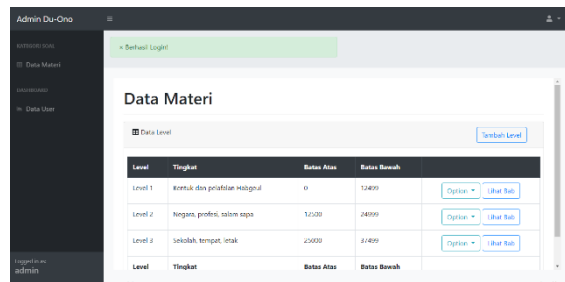 Admin Du-Ono
KATEGORI SOAL
Data Materi
DASHBOARD
Data User
Logged in as:
admin
× Berhasil Login!
Data Materi
Data Level
Tambah Level
Level Tingkat Batas Atas Batas Bawah
Level 1 Bentuk dan pelafalan Hangeul 0 12499 Option Lihat Bab
Level 2 Negara, profesi, salam sapa 12500 24999 Option Lihat Bab
Level 3 Sekolah, tempat, letak 25000 37499 Option Lihat Bab
Level Tingkat Batas Atas Batas Bawah